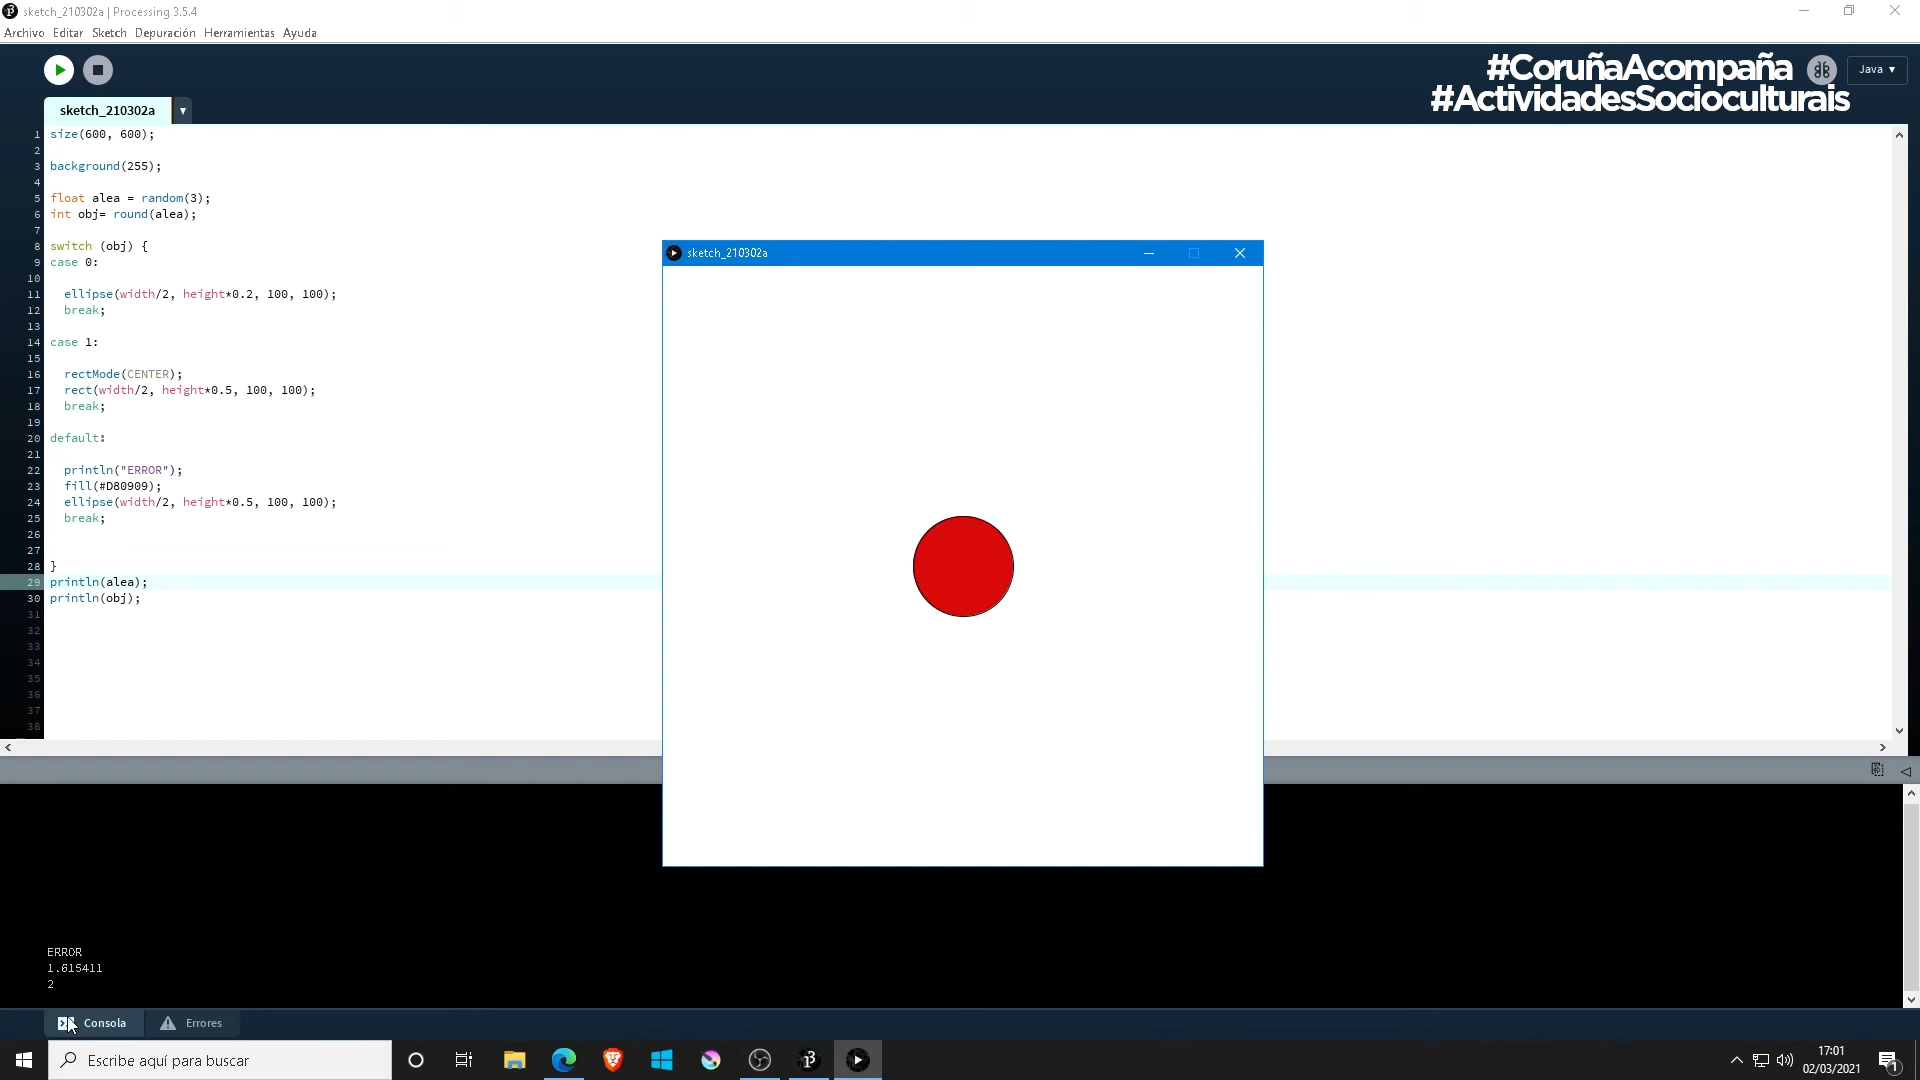 sketch_210302a | Processing 3.5.4
Archivo Editar Sketch Depuración Herramientas Ayuda
#CoruñaAcompaña
Java ▾
#ActividadesSocioculturais
sketch_210302a ▾
1 size(600, 600);
2
3 background(255);
4
5 float alea = random(3);
6 int obj= round(alea);
7
8 switch (obj) {
9 case 0:
10
11 ellipse(width/2, height*0.2, 100, 100);
12 break;
13
14 case 1:
15
16 rectMode(CENTER);
17 rect(width/2, height*0.5, 100, 100);
18 break;
19
20 default:
21
22 println("ERROR");
23 fill(#D80909);
24 ellipse(width/2, height*0.5, 100, 100);
25 break;
26
27
28 }
29 println(alea);
30 println(obj);
31
32
33
34
35
36
37
38
sketch_210302a
ERROR
1.615411
2
Consola Errores
Escribe aquí para buscar
17:01
02/03/2021
1